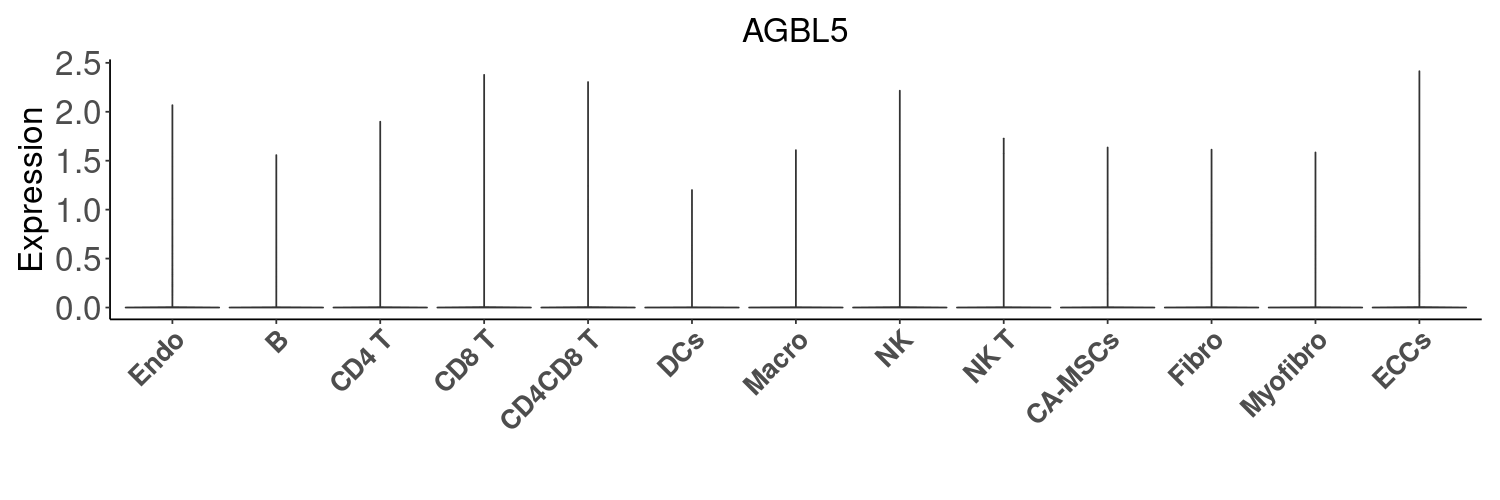 AGBL5
Expression
2.5
2.0
1.5
1.0
0.5
0.0
Endo
B
CD4 T
CD8 T
CD4CD8 T
DCs
Macro
NK
NK T
CA-MSCs
Fibro
Myofibro
ECCs